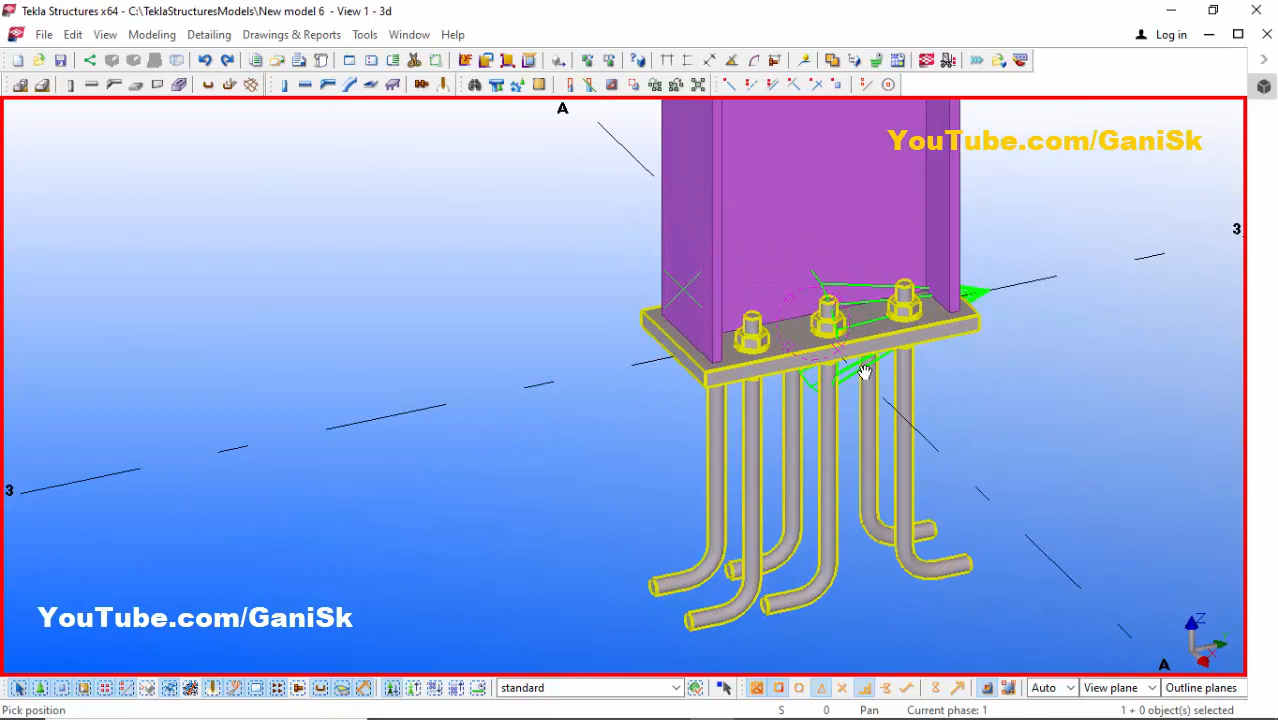 Tekla Structures x64 - C:\TeklaStructuresModels\New model 6 - View 1 - 3d
File Edit View Modeling Detailing Drawings & Reports Tools Window Help
Log in
A
YouTube.com/GaniSk
3
3
YouTube.com/GaniSk
Z
A
standard
Auto
View plane
Outline planes
Pick position
S
0
Pan
Current phase: 1
1 + 0 object(s) selected